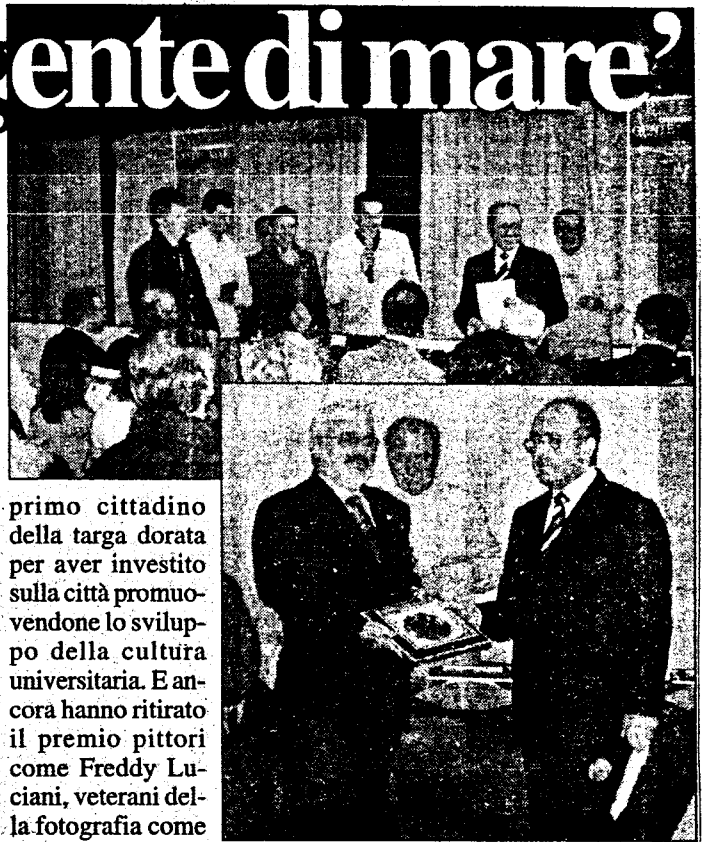 ente di mare’
primo cittadino
della targa dorata
per aver investito
sulla città promuo-
vendone lo svilup-
po della cultura
universitaria. E an-
cora hanno ritirato
il premio pittori
come Freddy Lu-
ciani, veterani del-
la fotografia come